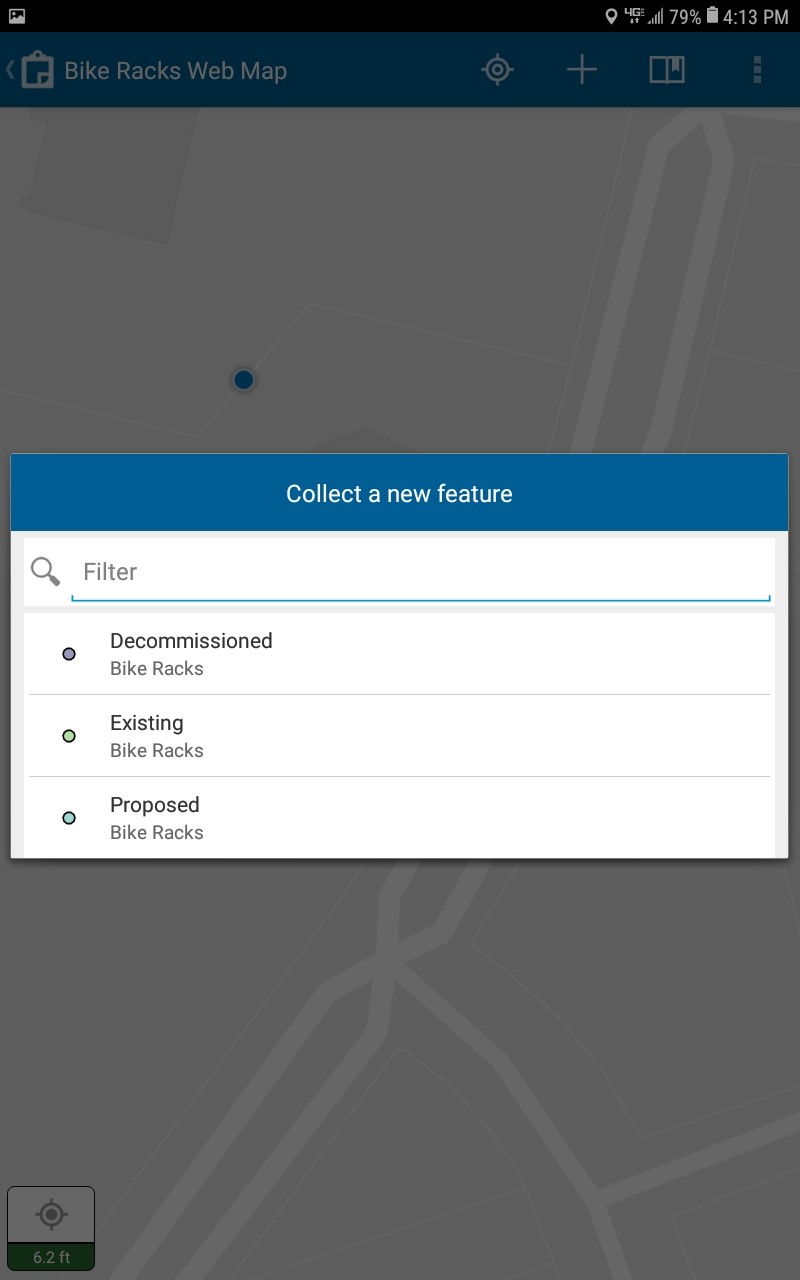 4G 79% 4:13 PM
Bike Racks Web Map
Collect a new feature
Filter
Decommissioned
Bike Racks
Existing
Bike Racks
Proposed
Bike Racks
6.2 ft